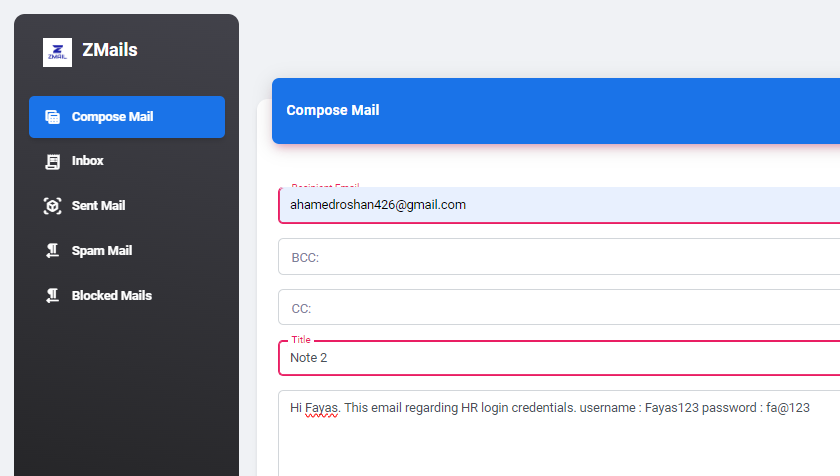 ZMAIL
ZMails
Compose Mail
Inbox
Sent Mail
Spam Mail
Blocked Mails
Compose Mail
Recipient Email
ahamedroshan426@gmail.com
BCC:
CC:
Title
Note 2
Hi Fayas. This email regarding HR login credentials. username : Fayas123 password : fa@123